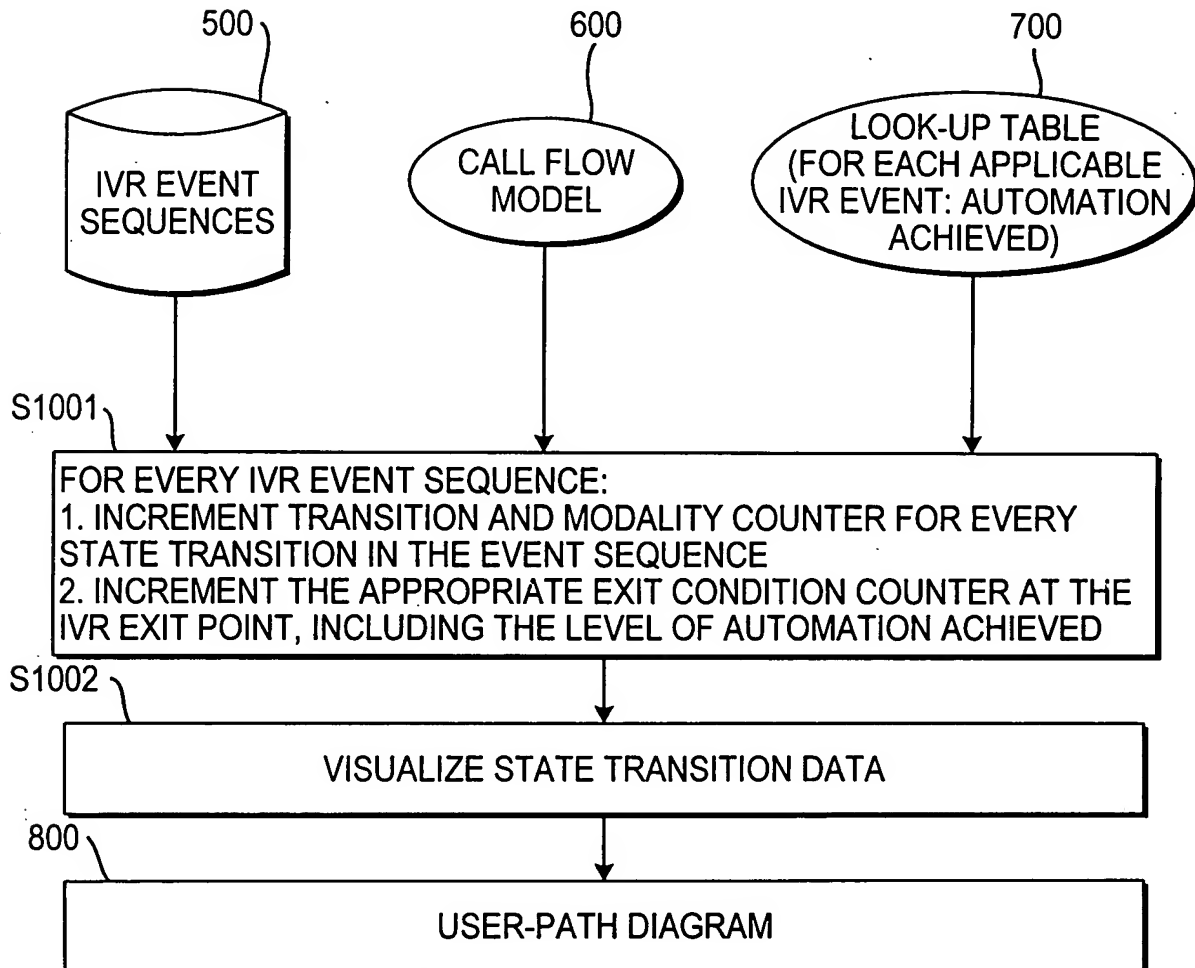 500
600
700
IVR EVENT
SEQUENCES
CALL FLOW
MODEL
LOOK-UP TABLE
(FOR EACH APPLICABLE
IVR EVENT: AUTOMATION
ACHIEVED)
S1001
FOR EVERY IVR EVENT SEQUENCE:
1. INCREMENT TRANSITION AND MODALITY COUNTER FOR EVERY
STATE TRANSITION IN THE EVENT SEQUENCE
2. INCREMENT THE APPROPRIATE EXIT CONDITION COUNTER AT THE
IVR EXIT POINT, INCLUDING THE LEVEL OF AUTOMATION ACHIEVED
S1002
VISUALIZE STATE TRANSITION DATA
800
USER-PATH DIAGRAM